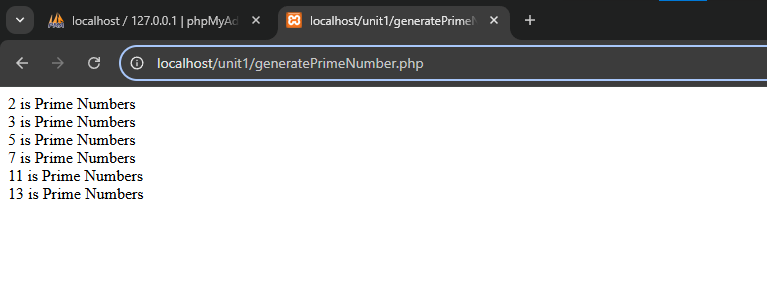 localhost / 127.0.0.1 | phpMyAd
localhost/unit1/generatePrimeN
localhost/unit1/generatePrimeNumber.php
2 is Prime Numbers
3 is Prime Numbers
5 is Prime Numbers
7 is Prime Numbers
11 is Prime Numbers
13 is Prime Numbers